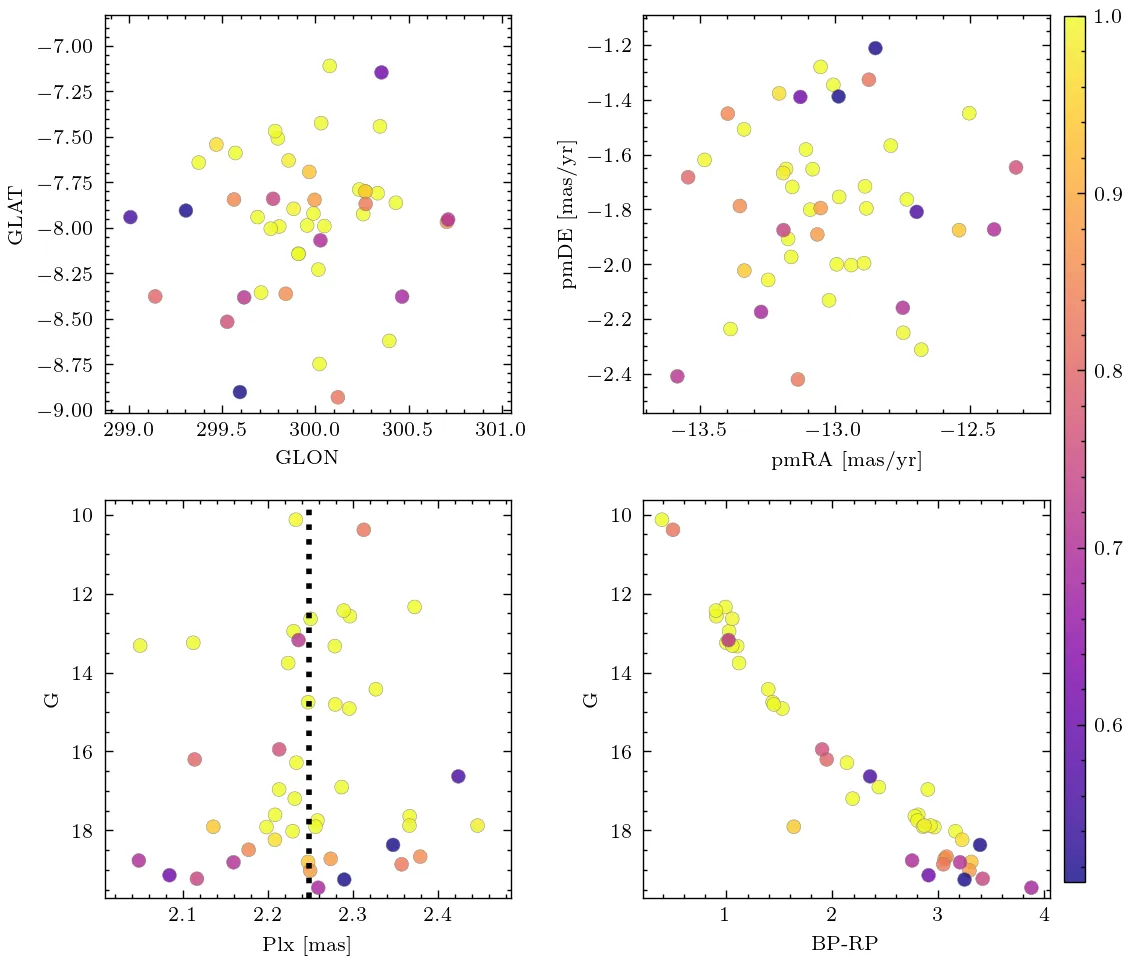 −7.00
−7.25
−7.50
−7.75
−8.00
−8.25
−8.50
−8.75
−9.00
GLAT
299.0 299.5 300.0 300.5 301.0
GLON
−1.2
−1.4
−1.6
−1.8
−2.0
−2.2
−2.4
pmDE [mas/yr]
−13.5 −13.0 −12.5
pmRA [mas/yr]
1.0
0.9
0.8
0.7
0.6
10
12
14
16
18
G
2.1 2.2 2.3 2.4
Plx [mas]
10
12
14
16
18
G
1 2 3 4
BP-RP